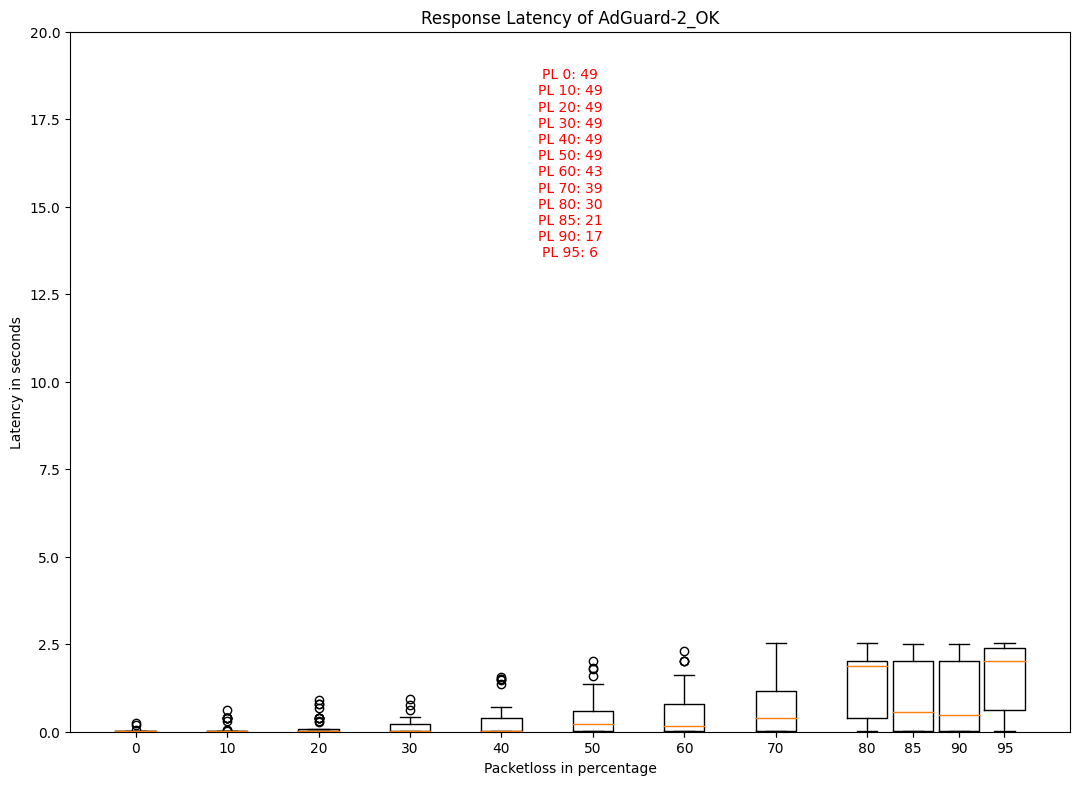 Response Latency of AdGuard-2_OK
20.0
17.5
15.0
12.5
10.0
7.5
5.0
2.5
0.0
Latency in seconds
PL 0: 49
PL 10: 49
PL 20: 49
PL 30: 49
PL 40: 49
PL 50: 49
PL 60: 43
PL 70: 39
PL 80: 30
PL 85: 21
PL 90: 17
PL 95: 6
0 10 20 30 40 50 60 70 80 85 90 95
Packetloss in percentage